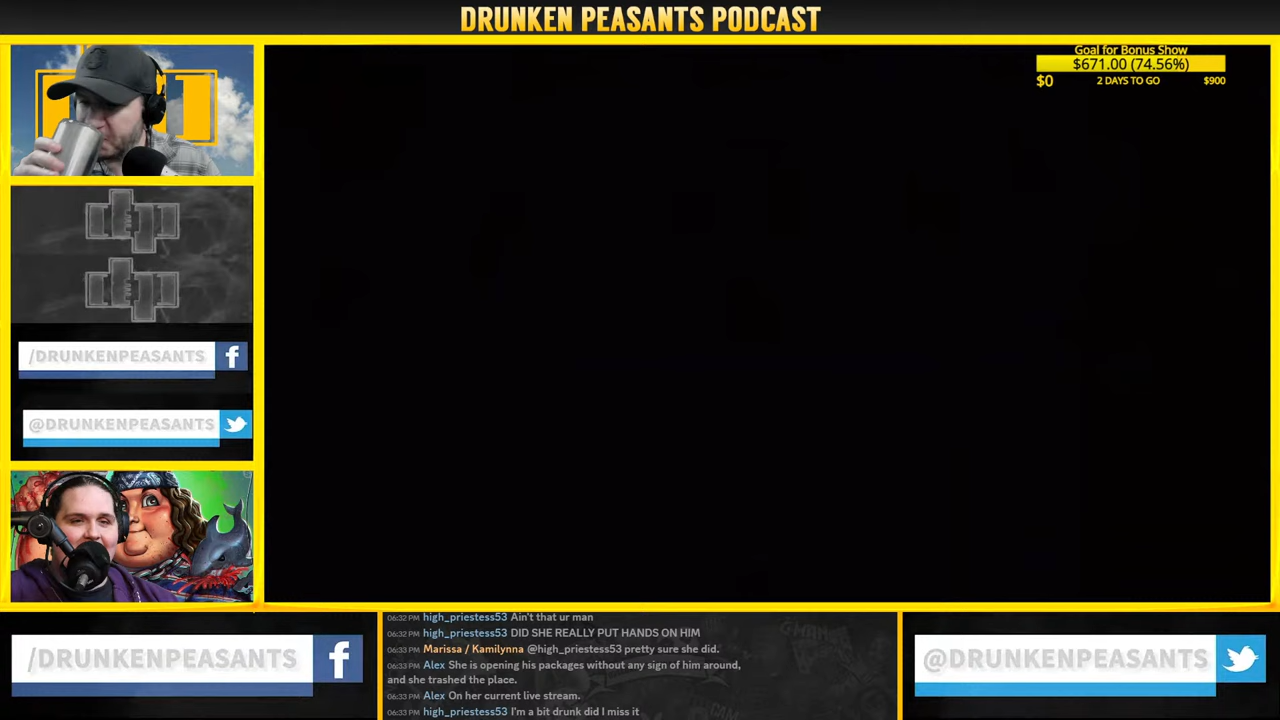 DRUNKEN PEASANTS PODCAST
Goal for Bonus Show
$671.00 (74.56%)
$0 2 DAYS TO GO $900
/DRUNKENPEASANTS f
@DRUNKENPEASANTS
06:32 PM high_priestess53 Ain't that ur man
06:32 PM high_priestess53 DID SHE REALLY PUT HANDS ON HIM
06:33 PM Marissa / Kamilynna @high_priestess53 pretty sure she did.
06:33 PM Alex She is opening his packages without any sign of him around,
and she trashed the place.
06:33 PM Alex On her current live stream.
06:33 PM high_priestess53 I'm a bit drunk did I miss it
/DRUNKENPEASANTS f
@DRUNKENPEASANTS